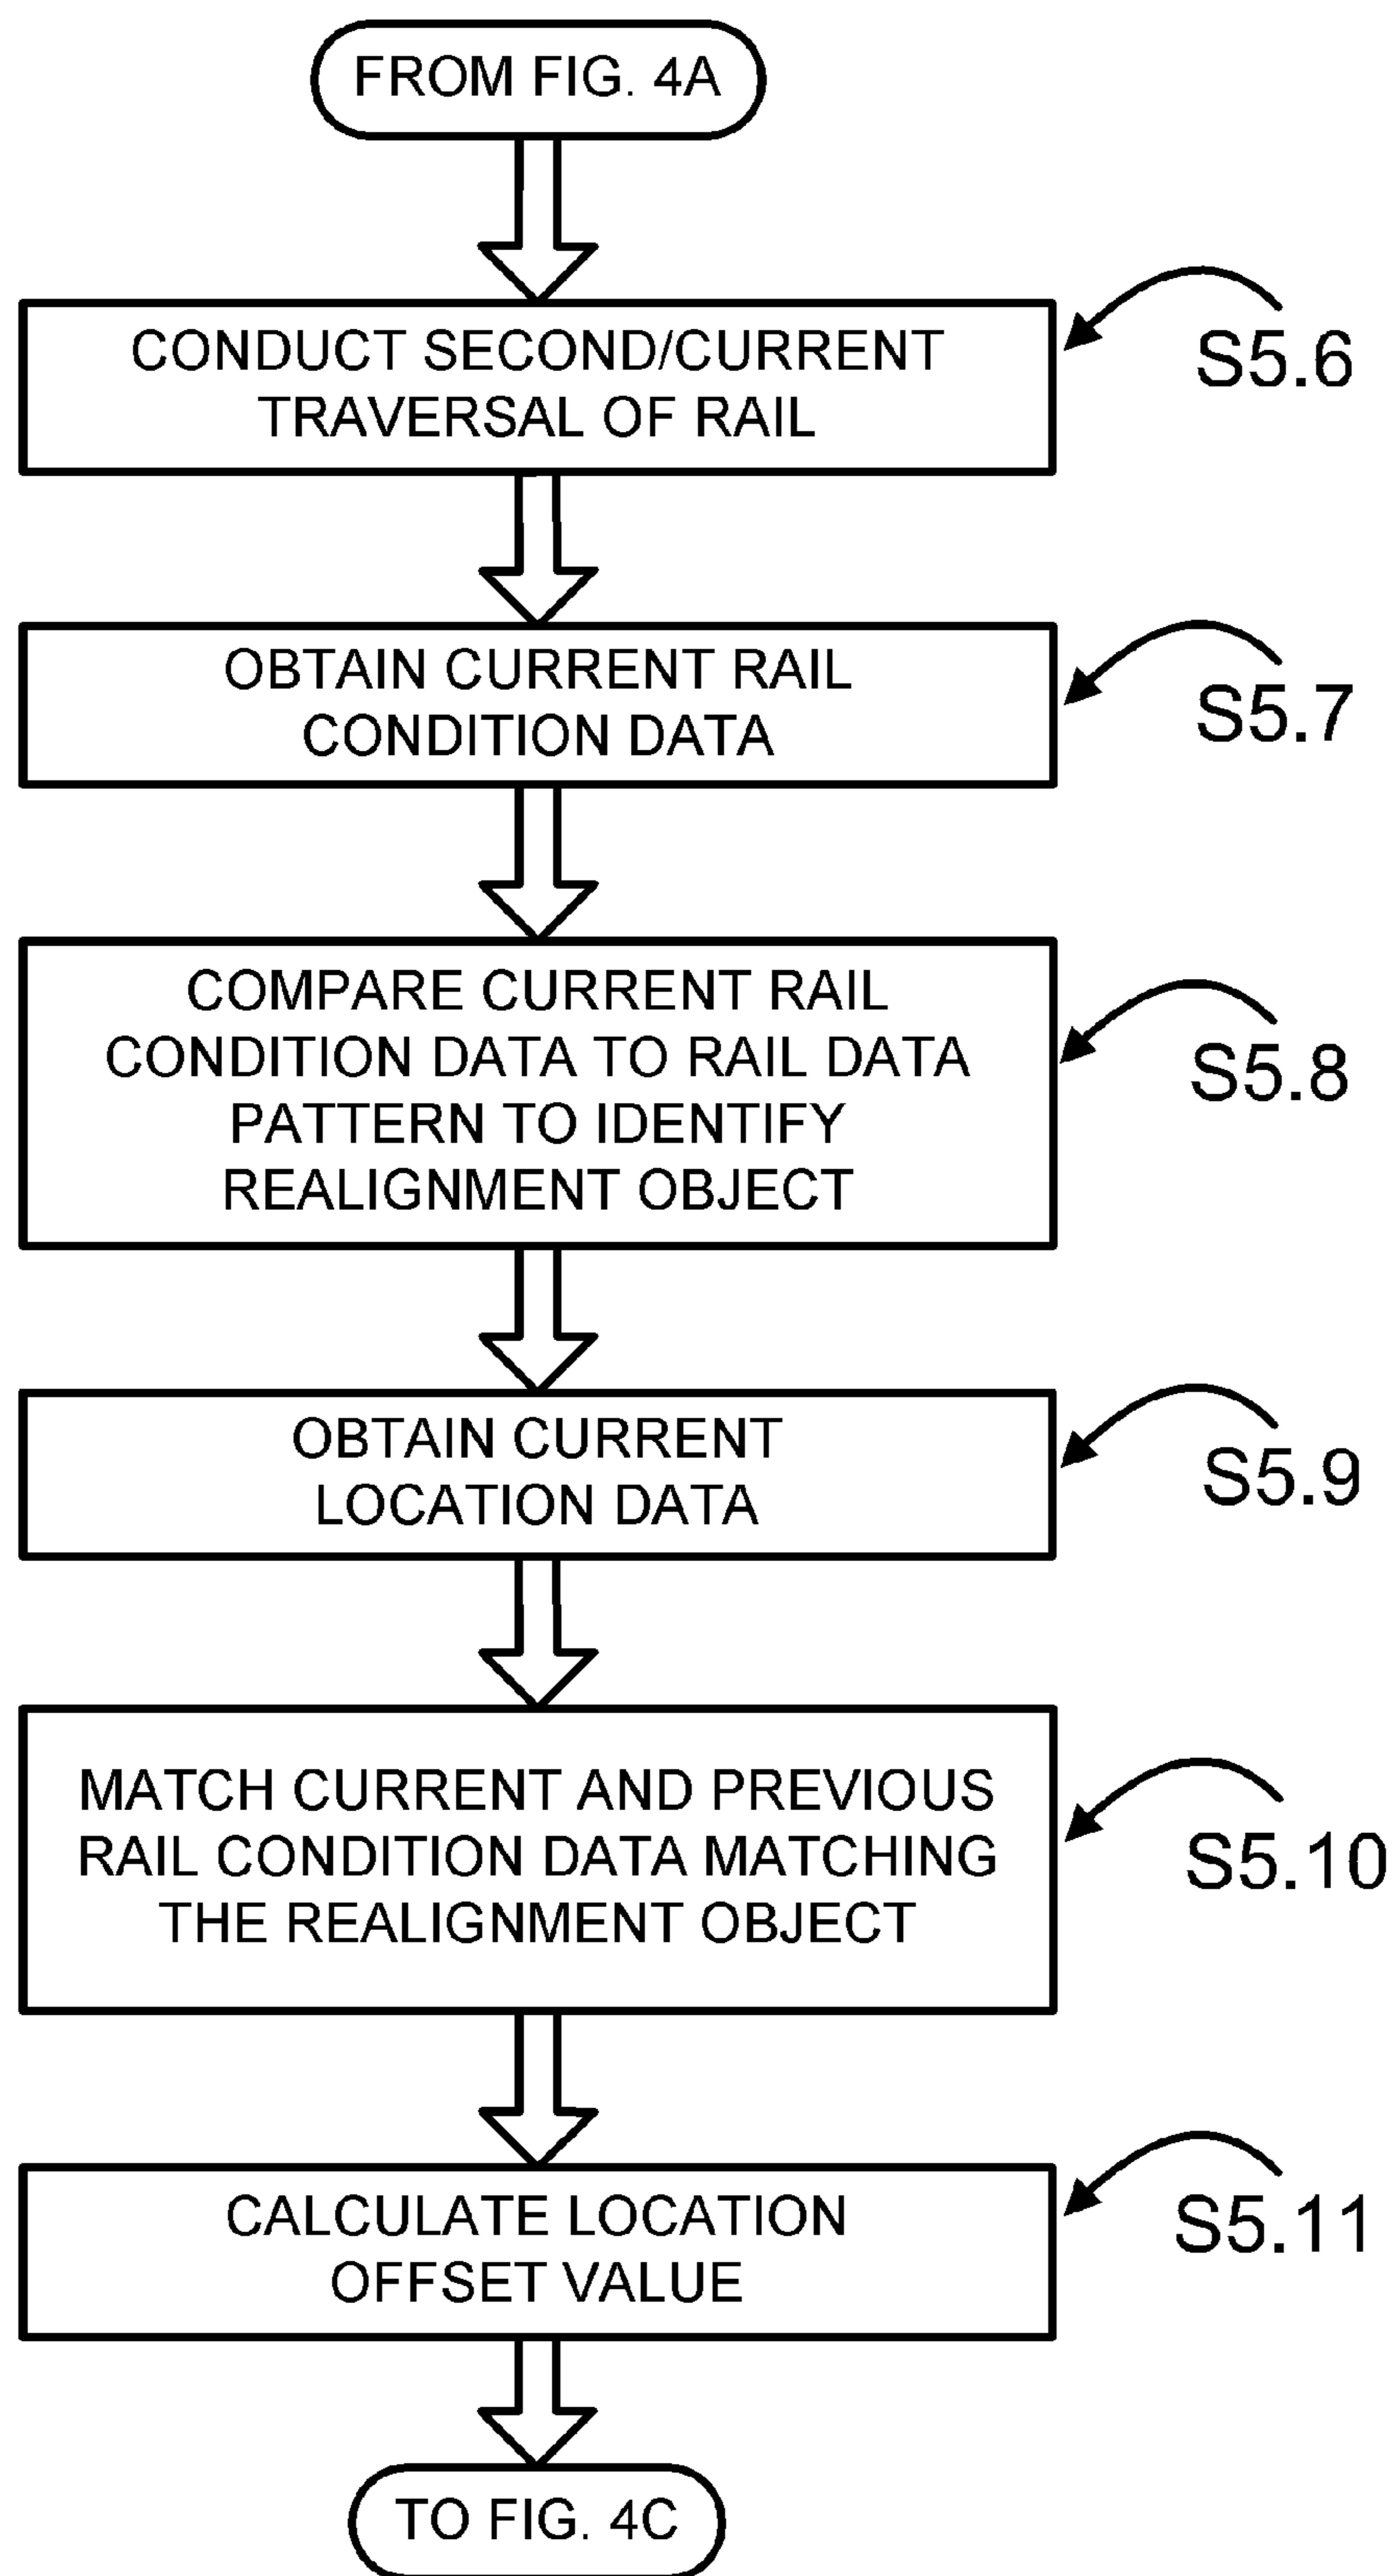 FROM FIG. 4A
CONDUCT SECOND/CURRENT
TRAVERSAL OF RAIL
S5.6
OBTAIN CURRENT RAIL
CONDITION DATA
S5.7
COMPARE CURRENT RAIL
CONDITION DATA TO RAIL DATA
PATTERN TO IDENTIFY
REALIGNMENT OBJECT
S5.8
OBTAIN CURRENT
LOCATION DATA
S5.9
MATCH CURRENT AND PREVIOUS
RAIL CONDITION DATA MATCHING
THE REALIGNMENT OBJECT
S5.10
CALCULATE LOCATION
OFFSET VALUE
S5.11
TO FIG. 4C